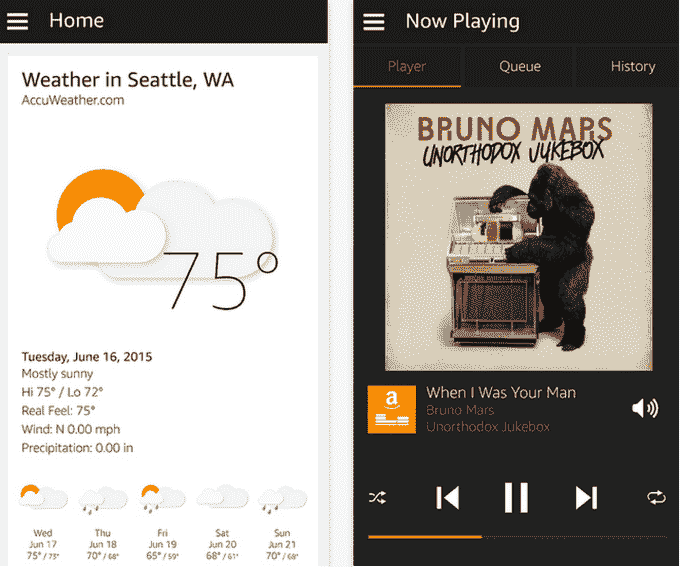 Home
Weather in Seattle, WA
AccuWeather.com
75°
Tuesday, June 16, 2015
Mostly sunny
Hi 75° / Lo 72°
Real Feel: 75°
Wind: N 0.00 mph
Precipitation: 0.00 in
Wed Thu Fri Sat Sun
Jun 17 Jun 18 Jun 19 Jun 20 Jun 21
75° / 73° 70° / 68° 65° / 59° 68° / 61° 70° / 68°
Now Playing
Player Queue History
BRUNO MARS
UNORTHODOX JUKEBOX
When I Was Your Man
Bruno Mars
Unorthodox Jukebox